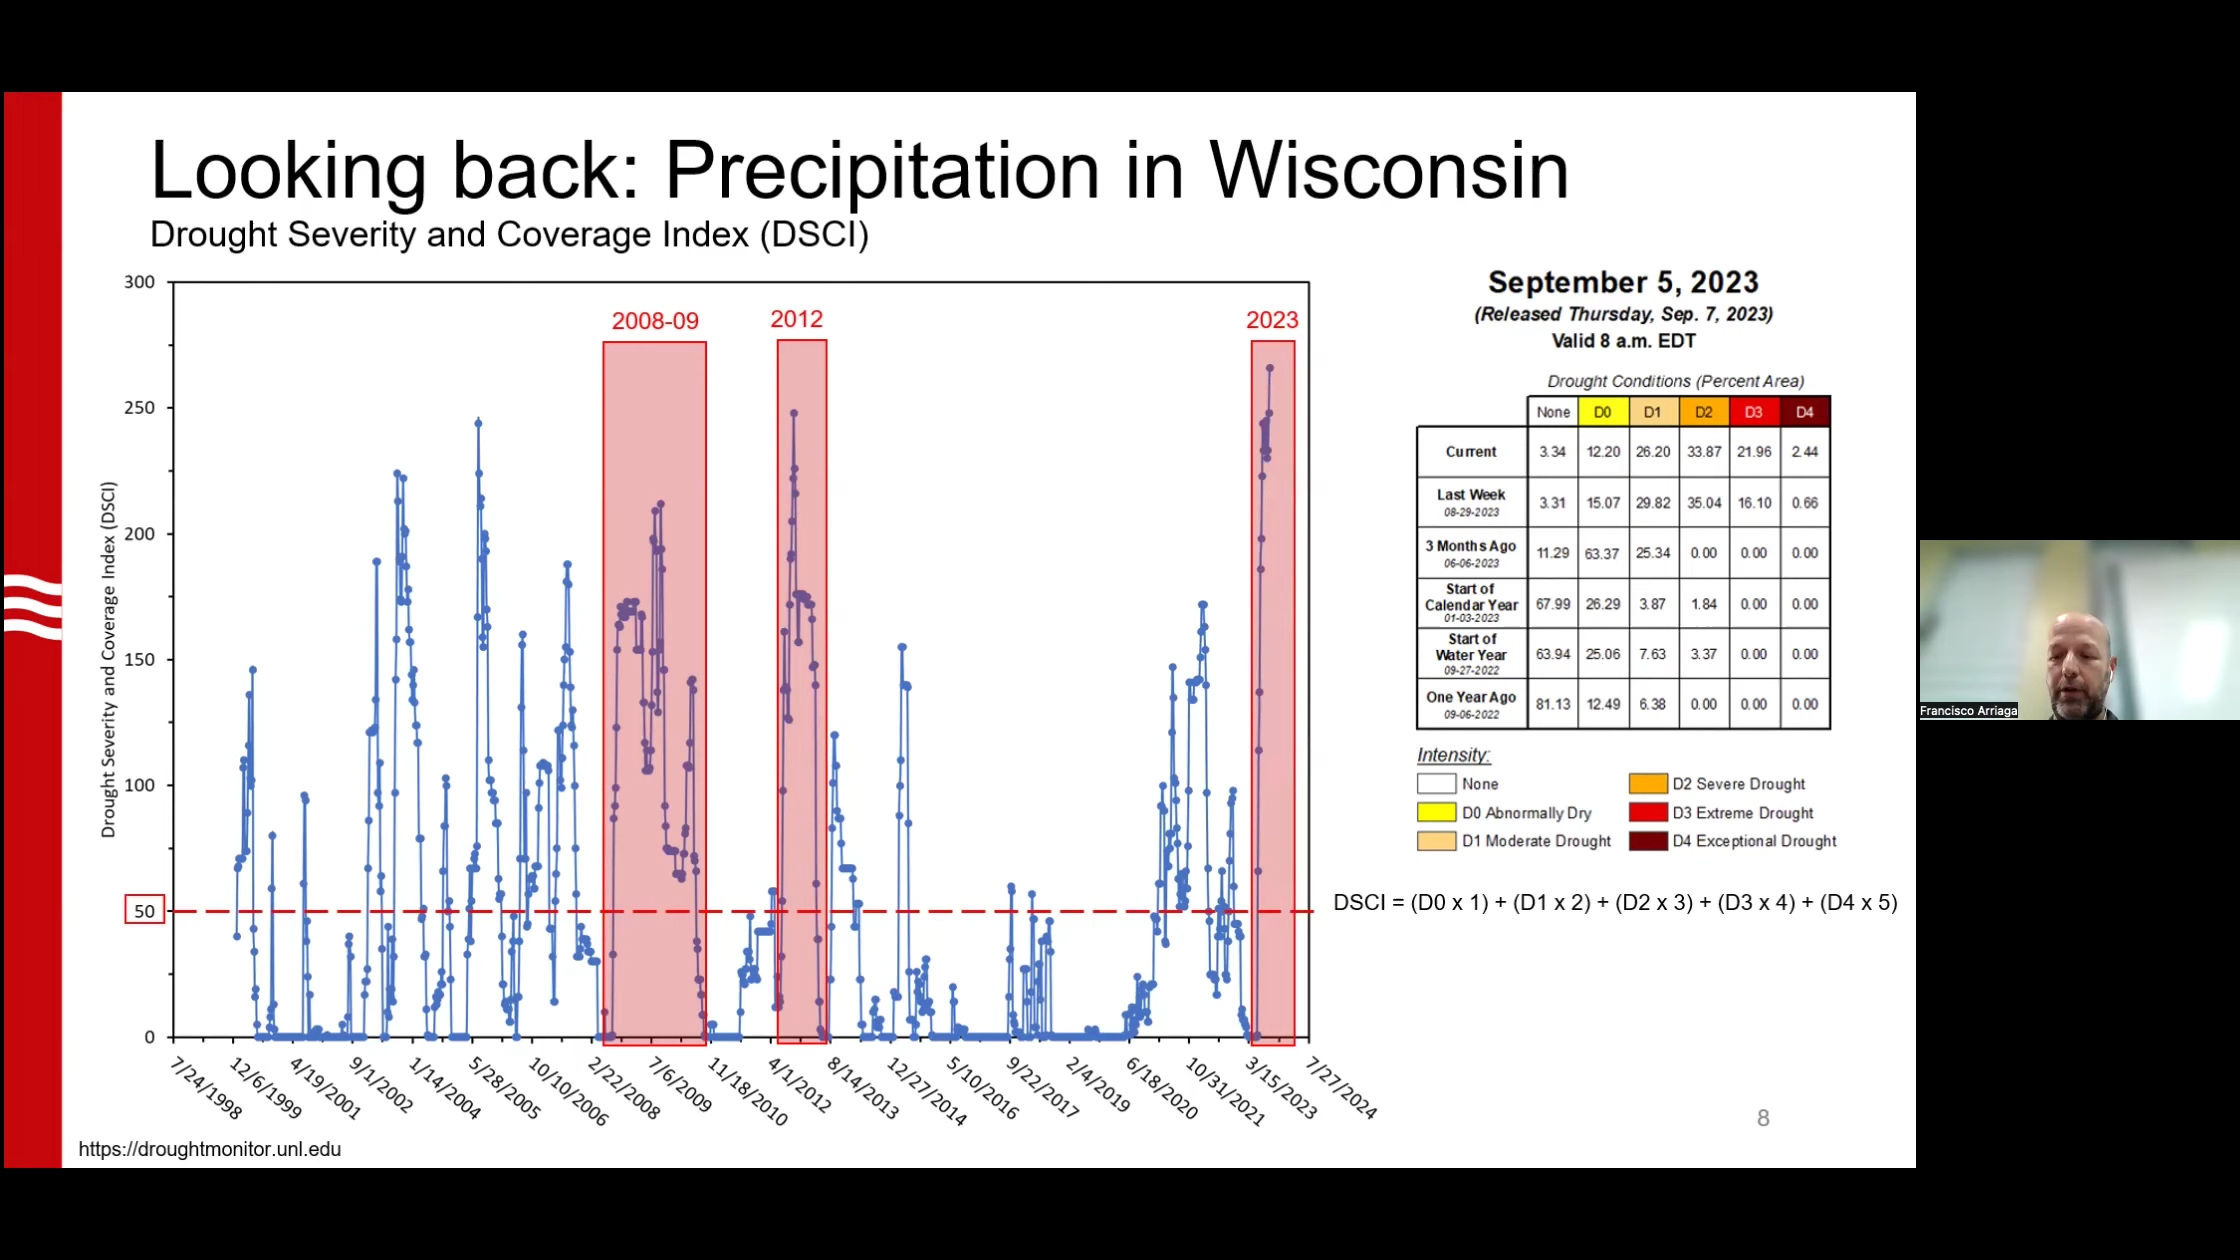 Looking back: Precipitation in Wisconsin
Drought Severity and Coverage Index (DSCI)
Drought Severity and Coverage Index (DSCI)
300
250
200
150
100
50
0
2008-09
2012
2023
7/24/1998
12/6/1999
4/19/2001
9/1/2002
1/14/2004
5/28/2005
10/10/2006
2/22/2008
7/6/2009
11/18/2010
4/1/2012
8/14/2013
12/27/2014
5/10/2016
9/22/2017
2/4/2019
6/18/2020
10/31/2021
3/15/2023
7/27/2024
September 5, 2023
(Released Thursday, Sep. 7, 2023)
Valid 8 a.m. EDT
Drought Conditions (Percent Area)
None D0 D1 D2 D3 D4
Current 3.34 12.20 26.20 33.87 21.96 2.44
Last Week
08-29-2023
3.31 15.07 29.82 35.04 16.10 0.66
3 Months Ago
06-06-2023
11.29 63.37 25.34 0.00 0.00 0.00
Start of
Calendar Year
01-03-2023
67.99 26.29 3.87 1.84 0.00 0.00
Start of
Water Year
09-27-2022
63.94 25.06 7.63 3.37 0.00 0.00
One Year Ago
09-06-2022
81.13 12.49 6.38 0.00 0.00 0.00
Intensity:
None
D0 Abnormally Dry
D1 Moderate Drought
D2 Severe Drought
D3 Extreme Drought
D4 Exceptional Drought
DSCI = (D0 x 1) + (D1 x 2) + (D2 x 3) + (D3 x 4) + (D4 x 5)
8
https://droughtmonitor.unl.edu
Francisco Arriaga